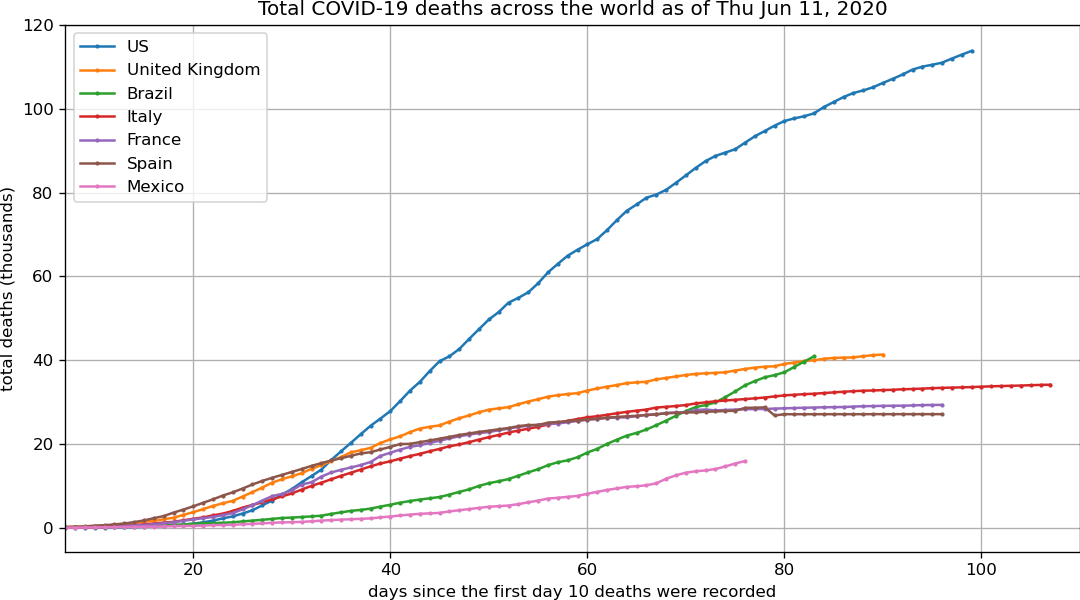 Total COVID-19 deaths across the world as of Thu Jun 11, 2020
120
100
80
60
40
20
0
total deaths (thousands)
US
United Kingdom
Brazil
Italy
France
Spain
Mexico
20 40 60 80 100
days since the first day 10 deaths were recorded